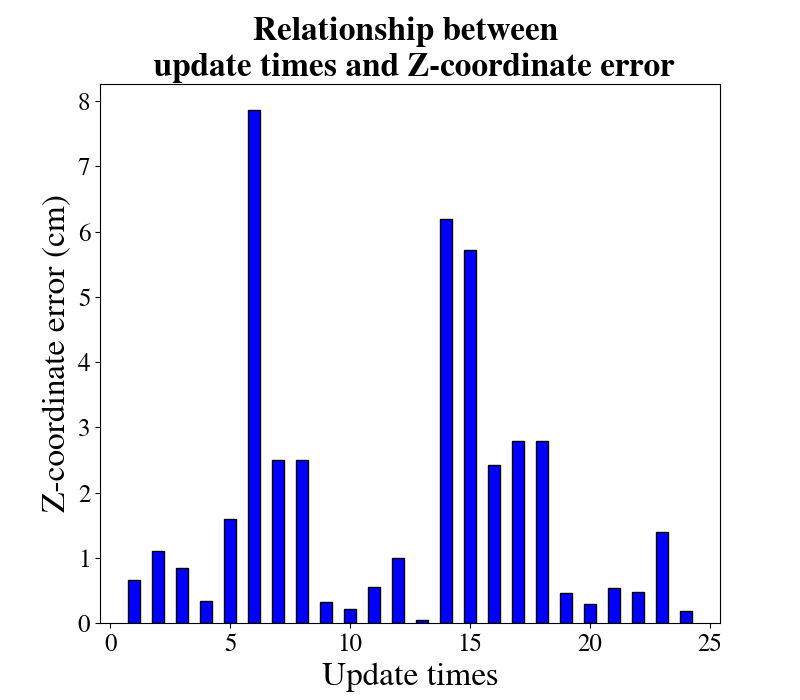 Relationship between
update times and Z-coordinate error
8
7
6
5
4
3
2
1
0
Z-coordinate error (cm)
0 5 10 15 20 25
Update times